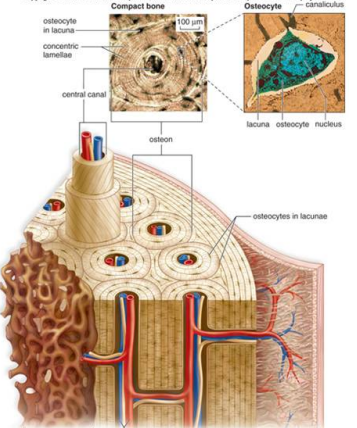 Compact bone
Osteocyte
canaliculus
osteocyte
in lacuna
100 µm
concentric
lamellae
central canal
lacuna
osteocyte
nucleus
osteon
osteocytes in lacunae